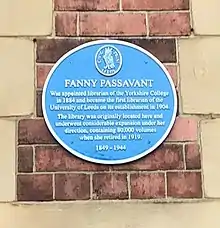 FANNY PASSAVANT
Was appointed librarian of the Yorkshire College
in 1884 and became the first librarian of the
University of Leeds on its establishment in 1904.
The library was originally located here and
underwent considerable expansion under her
direction, containing 80,000 volumes
when she retired in 1919.
1849 - 1944